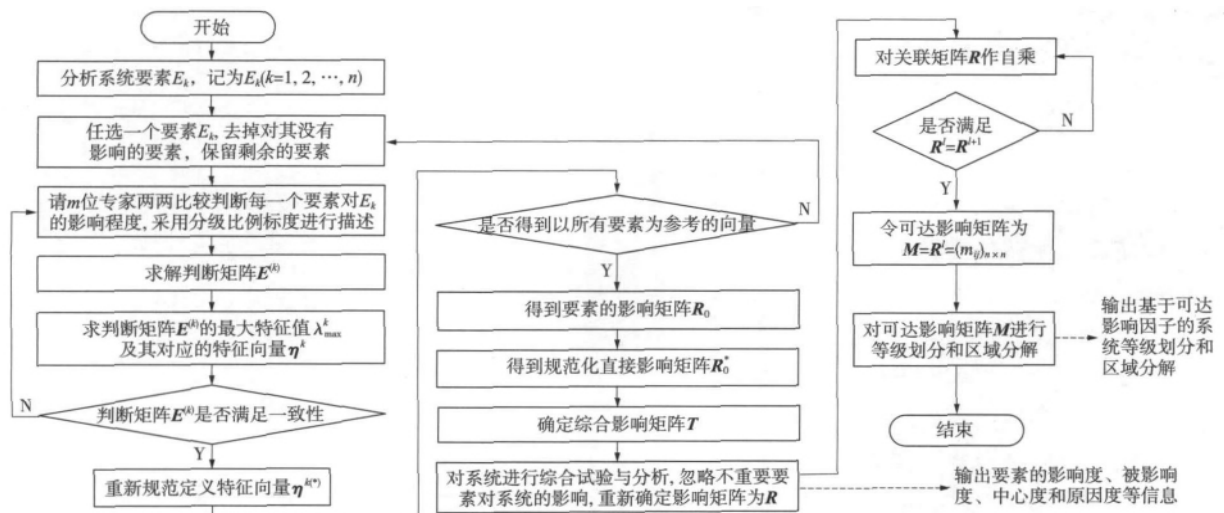 开始
分析系统要素Eₖ，记为Eₖ(k=1, 2, …, n)
任选一个要素Eₖ, 去掉对其没有
影响的要素，保留剩余的要素
请m位专家两两比较判断每一个要素对Eₖ
的影响程度, 采用分级比例标度进行描述
求解判断矩阵E⁽ᵏ⁾
求判断矩阵E⁽ᵏ⁾的最大特征值 λᵏₘₐₓ
及其对应的特征向量ηᵏ
N
判断矩阵E⁽ᵏ⁾是否满足一致性
Y
重新规范定义特征向量ηᵏ⁽*⁾
是否得到以所有要素为参考的向量
N
Y
得到要素的影响矩阵R₀
得到规范化直接影响矩阵R₀*
确定综合影响矩阵T
对系统进行综合试验与分析, 忽略不重要要
素对系统的影响, 重新确定影响矩阵为R
输出要素的影响度、被影响
度、中心度和原因度等信息
对关联矩阵R作自乘
是否满足
Rˡ=Rˡ⁺¹
N
Y
令可达影响矩阵为
M=Rˡ=(mᵢⱼ)ₙ×ₙ
对可达影响矩阵M进行
等级划分和区域分解
输出基于可达
影响因子的系
统等级划分和
区域分解
结束